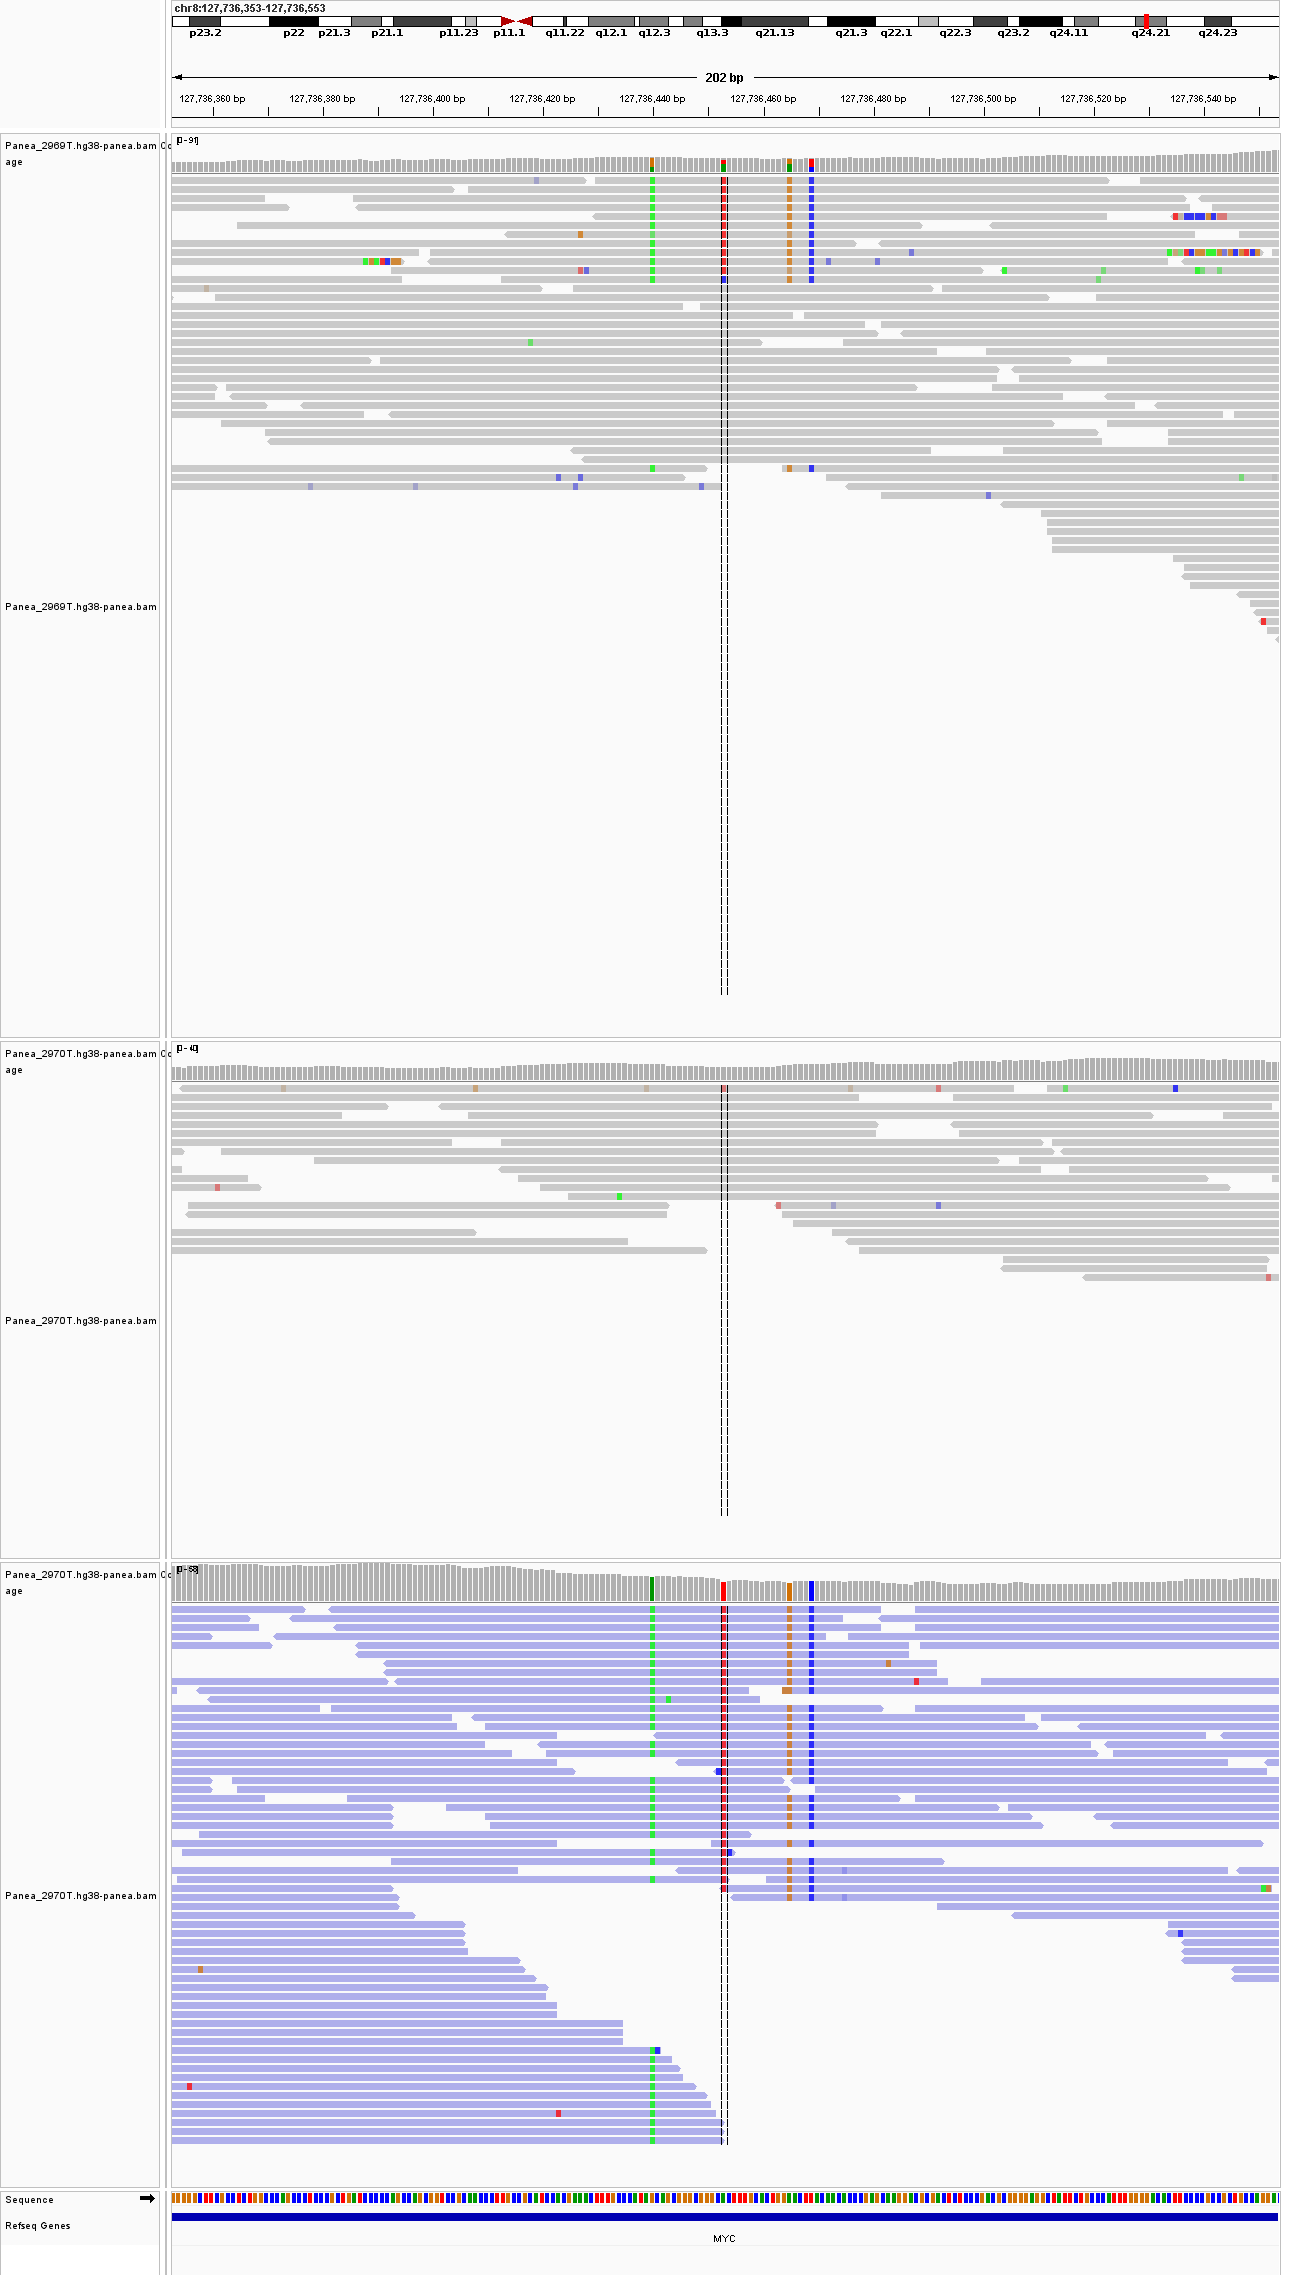 chr8:127,736,353-127,736,553
p23.2 p22 p21.3 p21.1 p11.23 p11.1 q11.22 q12.1 q12.3 q13.3 q21.13 q21.3 q22.1 q22.3 q23.2 q24.11 q24.21 q24.23
202 bp
127,736,360 bp 127,736,380 bp 127,736,400 bp 127,736,420 bp 127,736,440 bp 127,736,460 bp 127,736,480 bp 127,736,500 bp 127,736,520 bp 127,736,540 bp
Panea_2969T.hg38-panea.bam Co
age
[0-91]
Panea_2969T.hg38-panea.bam
Panea_2970T.hg38-panea.bam Co
age
[0-40]
Panea_2970T.hg38-panea.bam
Panea_2970T.hg38-panea.bam Co
age
Panea_2970T.hg38-panea.bam
Sequence
Refseq Genes
MYC